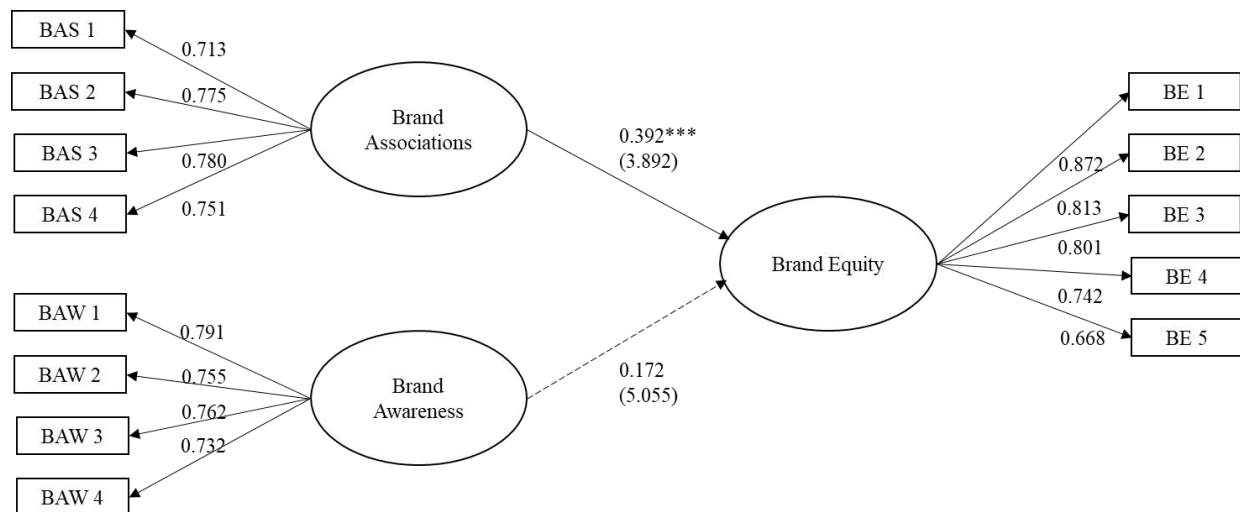 BAS 1
BAS 2
BAS 3
BAS 4
0.713
0.775
0.780
0.751
Brand
Associations
0.392***
(3.892)
BAW 1
BAW 2
BAW 3
BAW 4
0.791
0.755
0.762
0.732
Brand
Awareness
0.172
(5.055)
Brand Equity
0.872
0.813
0.801
0.742
0.668
BE 1
BE 2
BE 3
BE 4
BE 5